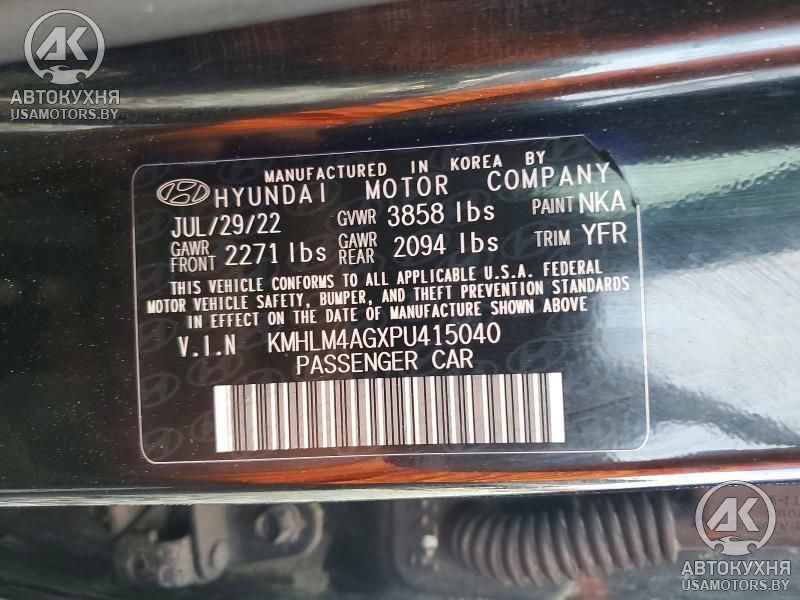 AK
АВТОКУХНЯ
USAMOTORS.BY
MANUFACTURED IN KOREA BY
HYUNDAI MOTOR COMPANY
JUL/29/22 GVWR 3858 lbs PAINT NKA
GAWR FRONT 2271 lbs GAWR REAR 2094 lbs TRIM YFR
THIS VEHICLE CONFORMS TO ALL APPLICABLE U.S.A. FEDERAL
MOTOR VEHICLE SAFETY, BUMPER, AND THEFT PREVENTION STANDARDS
IN EFFECT ON THE DATE OF MANUFACTURE SHOWN ABOVE
V.I.N KMHLM4AGXPU415040
PASSENGER CAR
AK
АВТОКУХНЯ
USAMOTORS.BY